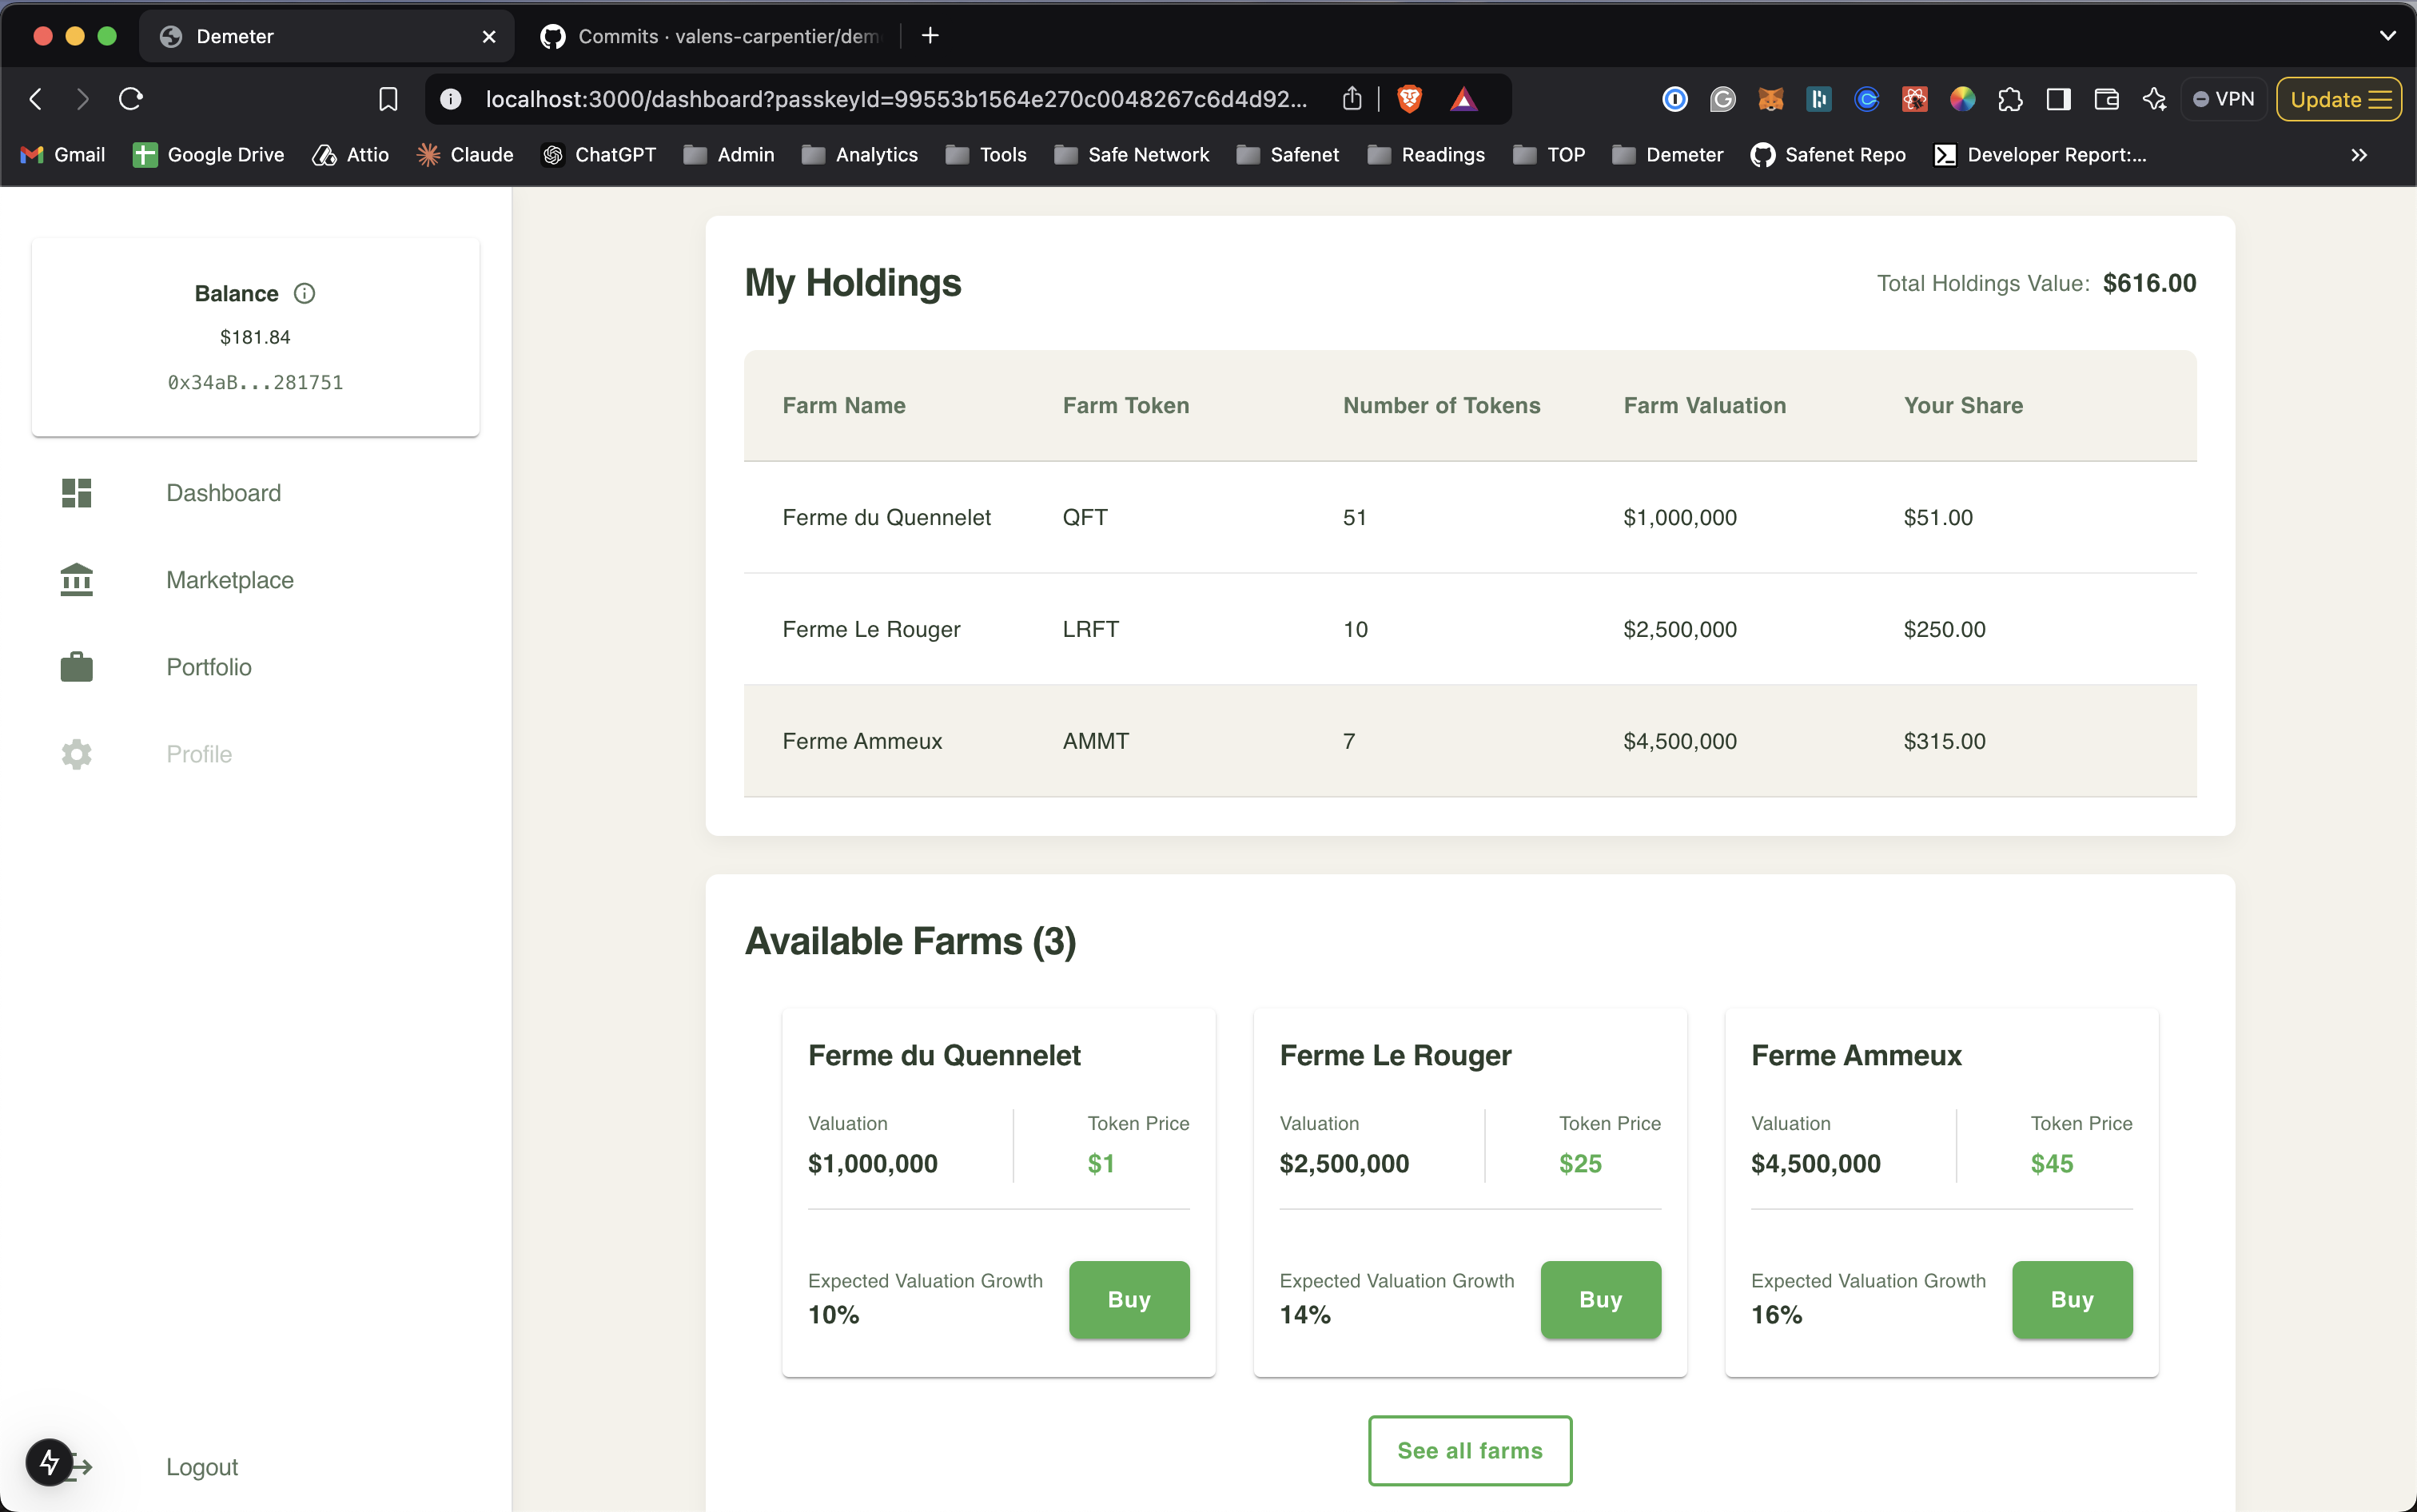 Demeter
Commits · valens-carpentier/dem
localhost:3000/dashboard?passkeyId=99553b1564e270c0048267c6d4d92...
VPN
Update
Gmail
Google Drive
Attio
Claude
ChatGPT
Admin
Analytics
Tools
Safe Network
Safenet
Readings
TOP
Demeter
Safenet Repo
Developer Report:...
Balance
$181.84
0x34aB...281751
Dashboard
Marketplace
Portfolio
Profile
Logout
My Holdings
Total Holdings Value: $616.00
Farm Name Farm Token Number of Tokens Farm Valuation Your Share
Ferme du Quennelet QFT 51 $1,000,000 $51.00
Ferme Le Rouger LRFT 10 $2,500,000 $250.00
Ferme Ammeux AMMT 7 $4,500,000 $315.00
Available Farms (3)
Ferme du Quennelet
Valuation Token Price
$1,000,000 $1
Expected Valuation Growth
10%
Buy
Ferme Le Rouger
Valuation Token Price
$2,500,000 $25
Expected Valuation Growth
14%
Buy
Ferme Ammeux
Valuation Token Price
$4,500,000 $45
Expected Valuation Growth
16%
Buy
See all farms